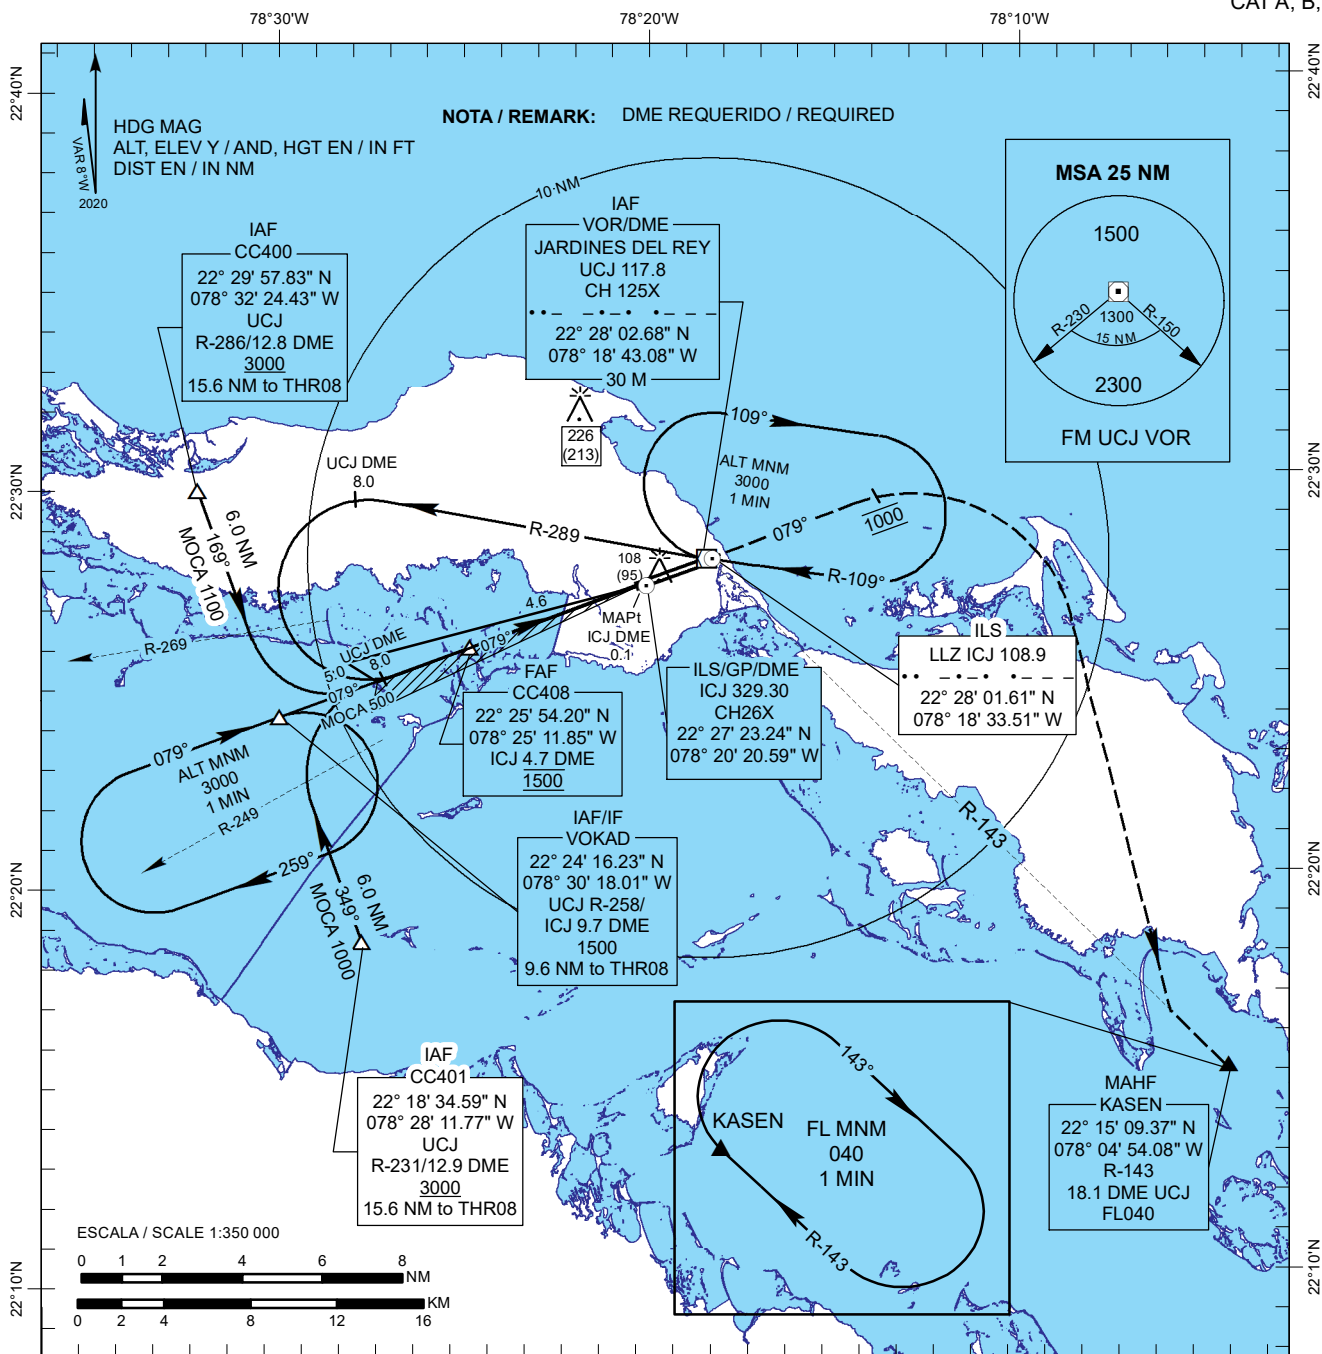 CAT A, B,
78°30'W
78°20'W
78°10'W
22°40'N
22°40'N
VAR 8°W
2020
HDG MAG
ALT, ELEV Y / AND, HGT EN / IN FT
DIST EN / IN NM
NOTA / REMARK: DME REQUERIDO / REQUIRED
10 NM
MSA 25 NM
1500
R-230
1300
R-150
15 NM
2300
FM UCJ VOR
IAF
CC400
22° 29' 57.83" N
078° 32' 24.43" W
UCJ
R-286/12.8 DME
3000
15.6 NM to THR08
IAF
VOR/DME
JARDINES DEL REY
UCJ 117.8
CH 125X
22° 28' 02.68" N
078° 18' 43.08" W
30 M
226
(213)
109°
ALT MNM
3000
1 MIN
079°
1000
R-109°
UCJ DME
8.0
R-289
22°30'N
22°30'N
6.0 NM
169°
MOCA 1100
108
(95)
MAPt
ICJ DME
0.1
4.6
R-269
UCJ DME
8.0
5.0
079°
079°
MOCA 500
FAF
CC408
22° 25' 54.20" N
078° 25' 11.85" W
ICJ 4.7 DME
1500
ILS/GP/DME
ICJ 329.30
CH26X
22° 27' 23.24" N
078° 20' 20.59" W
ILS
LLZ ICJ 108.9
22° 28' 01.61" N
078° 18' 33.51" W
079°
ALT MNM
3000
1 MIN
R-249
259°
R-143
IAF/IF
VOKAD
22° 24' 16.23" N
078° 30' 18.01" W
UCJ R-258/
ICJ 9.7 DME
1500
9.6 NM to THR08
22°20'N
22°20'N
6.0 NM
349°
MOCA 1000
IAF
CC401
22° 18' 34.59" N
078° 28' 11.77" W
UCJ
R-231/12.9 DME
3000
15.6 NM to THR08
143°
KASEN
FL MNM
040
1 MIN
R-143
MAHF
KASEN
22° 15' 09.37" N
078° 04' 54.08" W
R-143
18.1 DME UCJ
FL040
22°10'N
22°10'N
ESCALA / SCALE 1:350 000
0 1 2 4 6 8
NM
KM
0 2 4 8 12 16